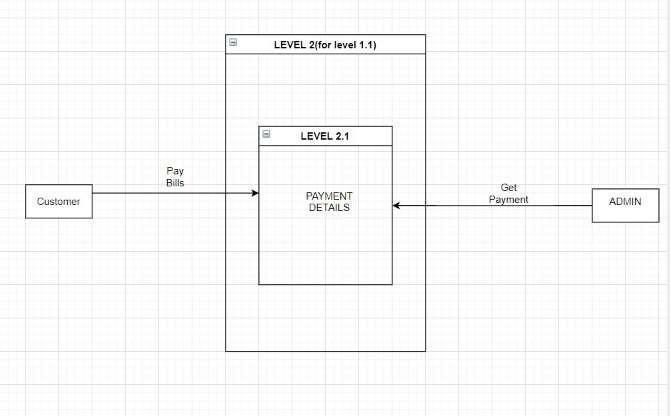 LEVEL 2(for level 1.1)
LEVEL 2.1
Pay
Bills
Customer
PAYMENT
DETAILS
Get
Payment
ADMIN